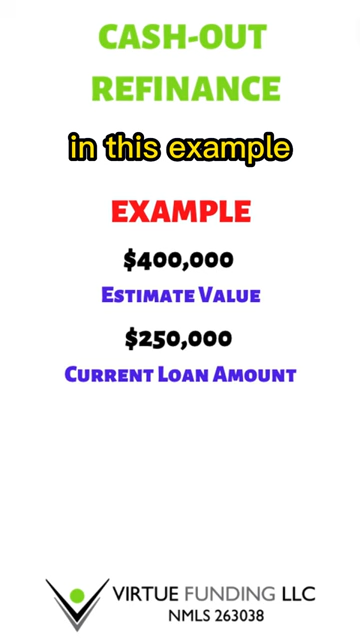 CASH-OUT
REFINANCE
in this example
EXAMPLE
$400,000
ESTIMATE VALUE
$250,000
CURRENT LOAN AMOUNT
VIRTUE FUNDING LLC
NMLS 263038